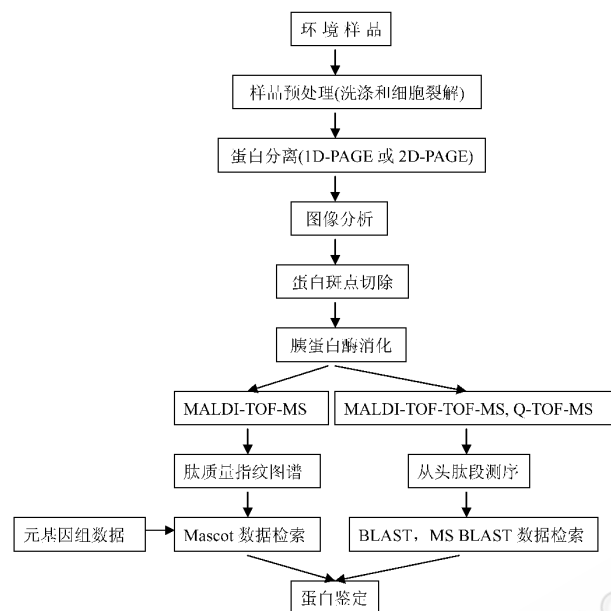 环境样品
样品预处理(洗涤和细胞裂解)
蛋白分离(1D-PAGE 或 2D-PAGE)
图像分析
蛋白斑点切除
胰蛋白酶消化
MALDI-TOF-MS
MALDI-TOF-TOF-MS, Q-TOF-MS
肽质量指纹图谱
从头肽段测序
元基因组数据
Mascot 数据检索
BLAST，MS BLAST 数据检索
蛋白鉴定